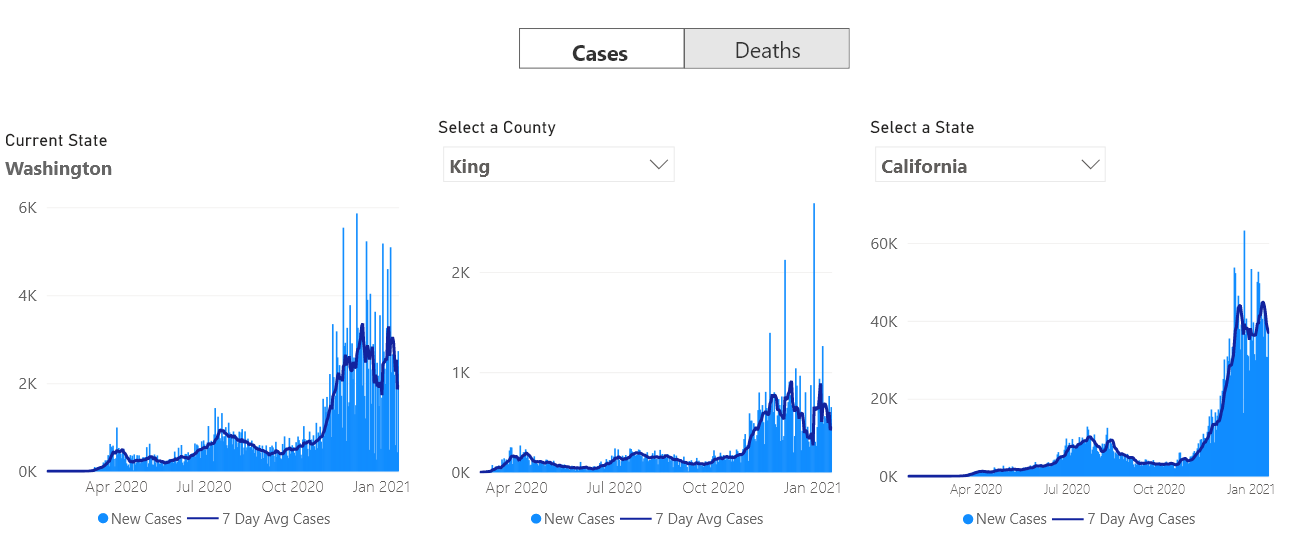 Cases
Deaths
Current State
Washington
6K
4K
2K
0K
Apr 2020
Jul 2020
Oct 2020
Jan 2021
New Cases
7 Day Avg Cases
Select a County
King
2K
1K
0K
Apr 2020
Jul 2020
Oct 2020
Jan 2021
New Cases
7 Day Avg Cases
Select a State
California
60K
40K
20K
0K
Apr 2020
Jul 2020
Oct 2020
Jan 2021
New Cases
7 Day Avg Cases